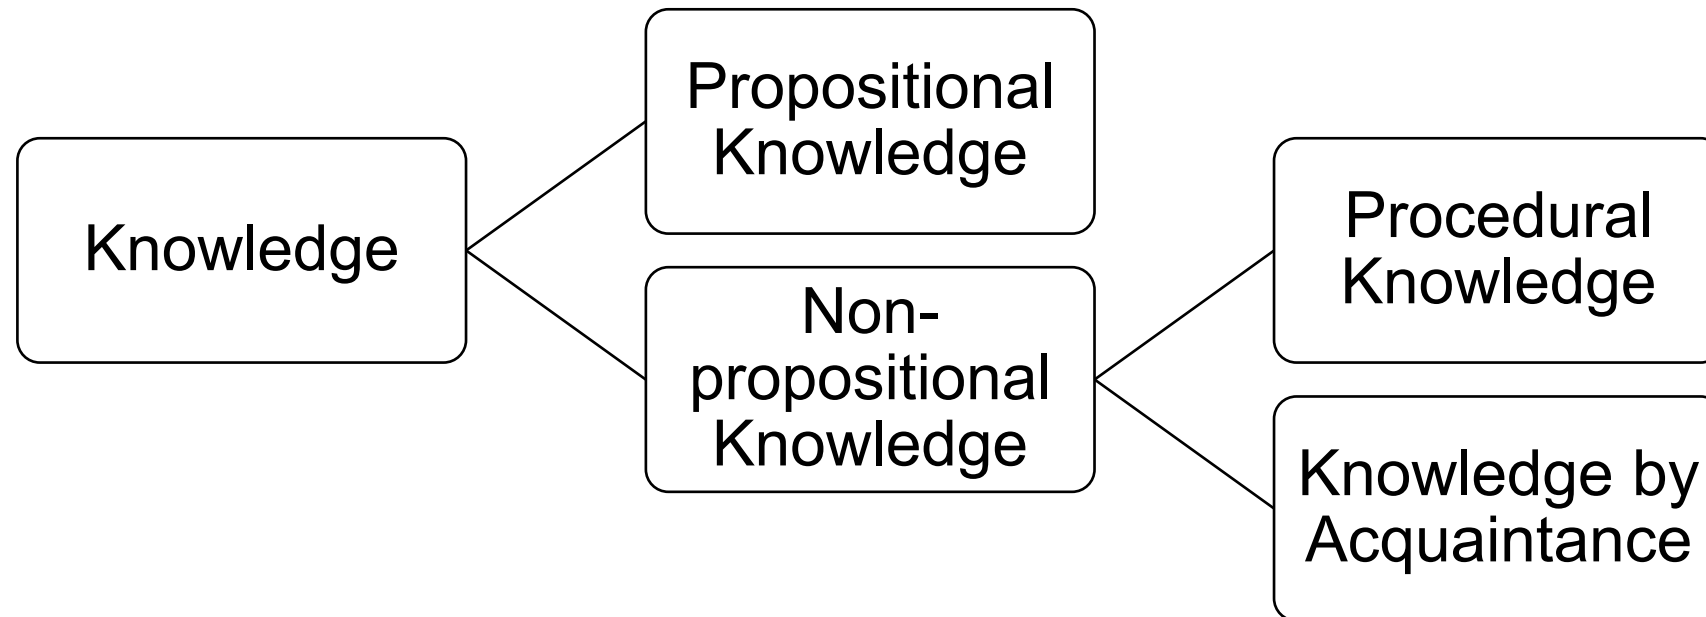 Knowledge
Propositional
Knowledge
Non-
propositional
Knowledge
Procedural
Knowledge
Knowledge by
Acquaintance